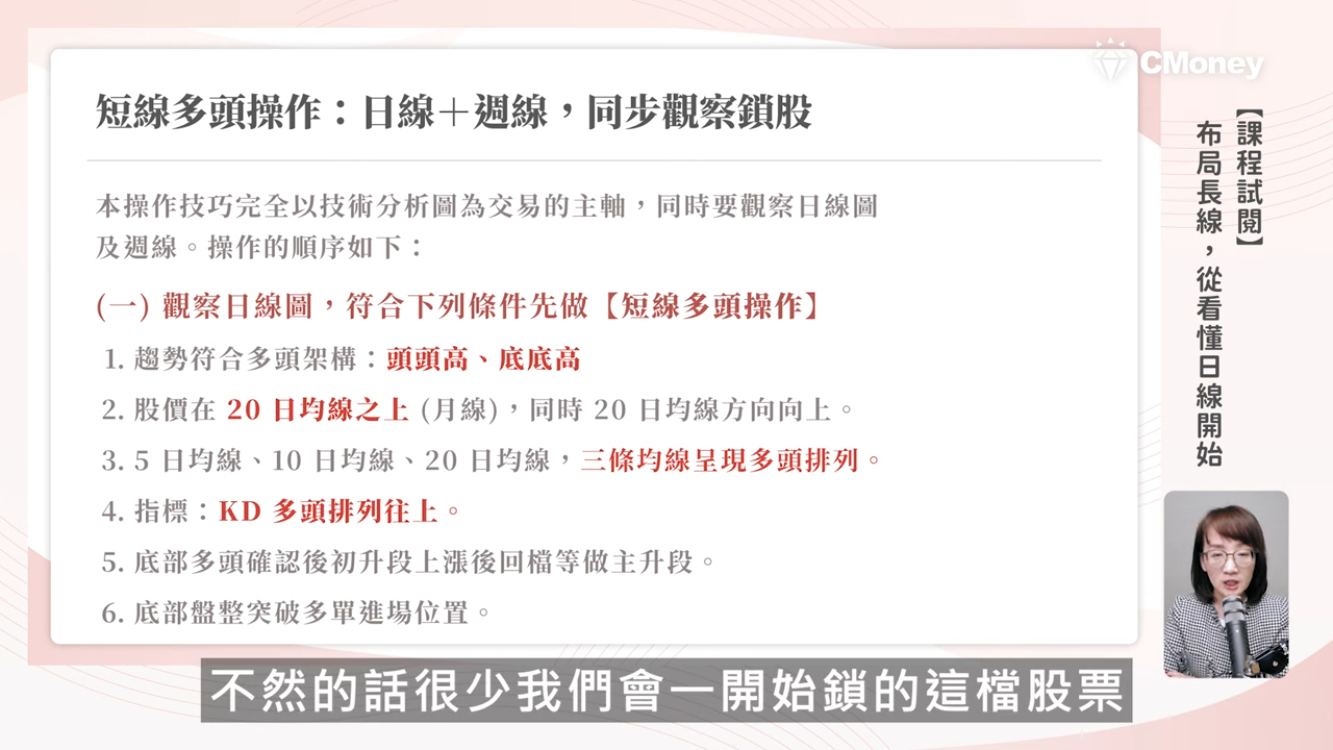 CMoney
短線多頭操作：日線＋週線，同步觀察鎖股
本操作技巧完全以技術分析圖為交易的主軸，同時要觀察日線圖
及週線。操作的順序如下：
(一) 觀察日線圖，符合下列條件先做【短線多頭操作】
1. 趨勢符合多頭架構：頭頭高、底底高
2. 股價在 20 日均線之上 (月線)，同時 20 日均線方向向上。
3. 5 日均線、10 日均線、20 日均線，三條均線呈現多頭排列。
4. 指標：KD 多頭排列往上。
5. 底部多頭確認後初升段上漲後回檔等做主升段。
6. 底部盤整突破多單進場位置。
【課程試閱】
布局長線，從看懂日線開始
不然的話很少我們會一開始鎖的這檔股票